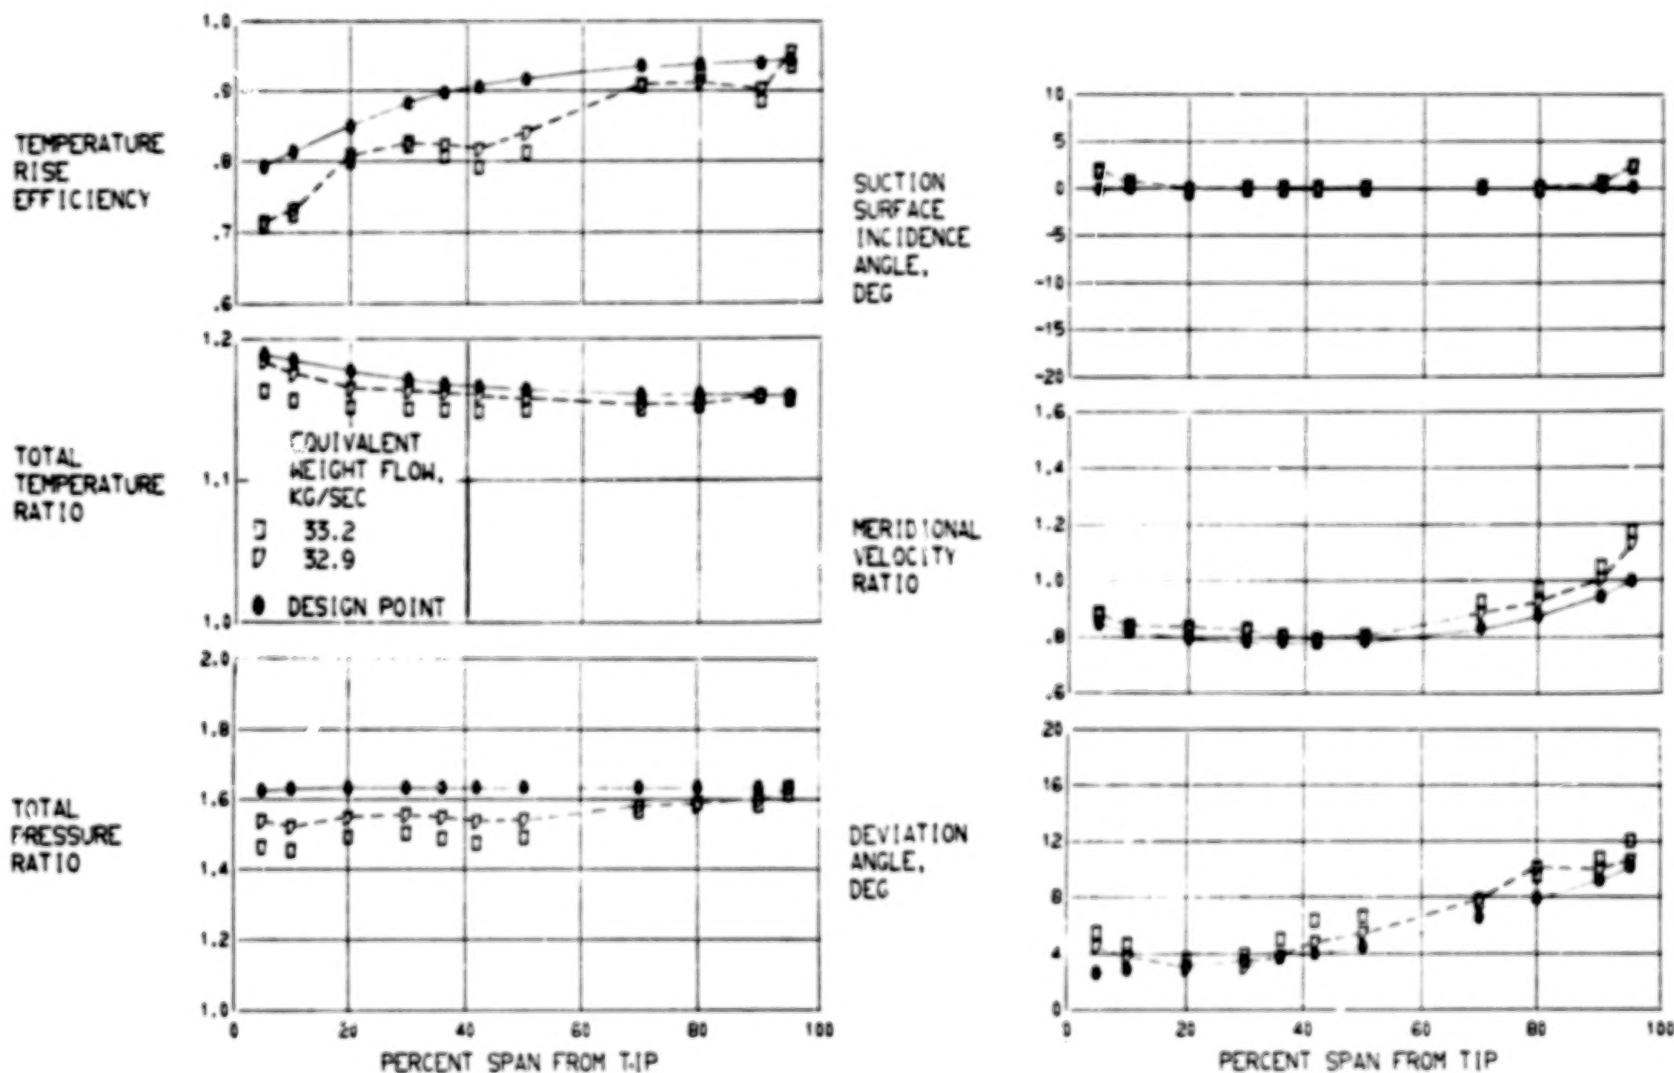 1.0
.9
.8
.7
.6
TEMPERATURE
RISE
EFFICIENCY
1.2
1.1
1.0
TOTAL
TEMPERATURE
RATIO
EQUIVALENT
WEIGHT FLOW,
KG/SEC
33.2
32.9
DESIGN POINT
2.0
1.8
1.6
1.4
1.2
1.0
TOTAL
PRESSURE
RATIO
0 20 40 60 80 100
PERCENT SPAN FROM TIP
10
5
0
-5
-10
-15
-20
SUCTION
SURFACE
INCIDENCE
ANGLE,
DEG
1.6
1.4
1.2
1.0
.8
.6
MERIDIONAL
VELOCITY
RATIO
20
16
12
8
4
0
DEVIATION
ANGLE,
DEG
0 20 40 60 80 100
PERCENT SPAN FROM TIP